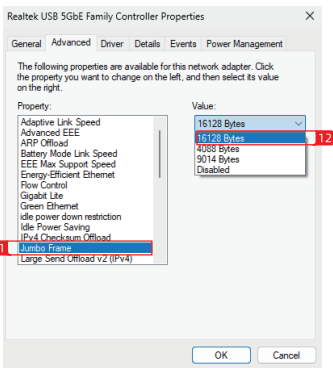 Realtek USB 5GbE Family Controller Properties
General Advanced Driver Details Events Power Management
The following properties are available for this network adapter. Click
the property you want to change on the left, and then select its value
on the right.
Property:
Value:
Adaptive Link Speed
Advanced EEE
ARP Offload
Battery Mode Link Speed
EEE Max Support Speed
Energy-Efficient Ethernet
Flow Control
Gigabit Lite
Green Ethernet
idle power down restriction
Idle Power Saving
IPv4 Checksum Offload
Jumbo Frame
Large Send Offload v2 (IPv4)
16128 Bytes
16128 Bytes
4088 Bytes
9014 Bytes
Disabled
12
OK Cancel